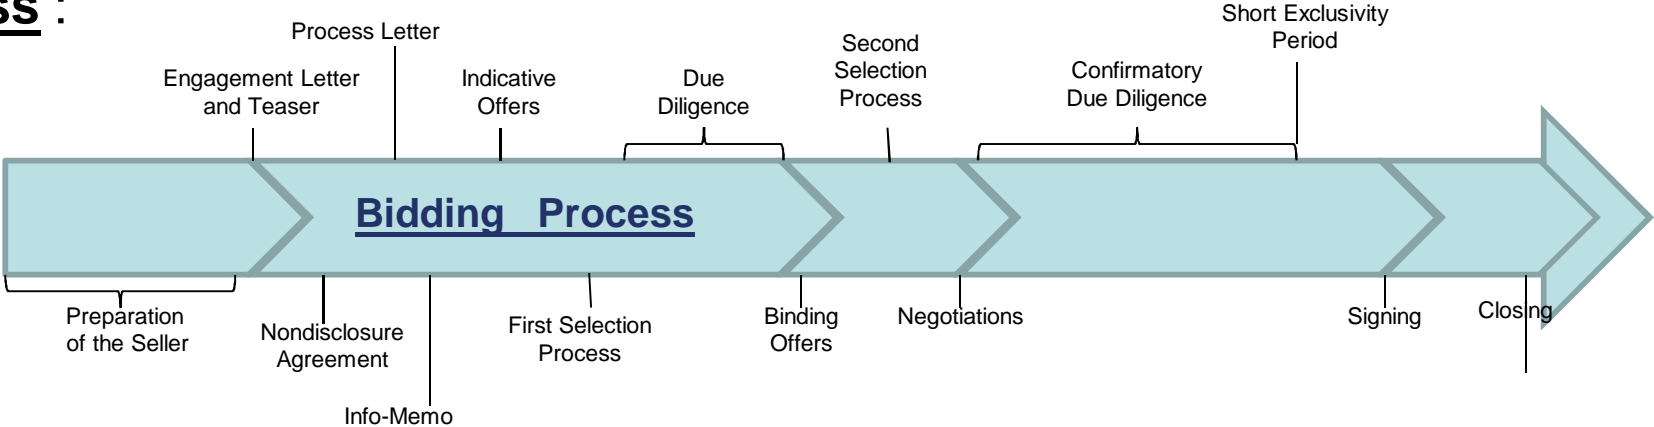 ss :
Short Exclusivity
Period
Process Letter
Second
Selection
Process
Engagement Letter
and Teaser
Indicative
Offers
Due
Diligence
Confirmatory
Due Diligence
Bidding Process
Preparation
of the Seller
Nondisclosure
Agreement
Info-Memo
First Selection
Process
Binding
Offers
Negotiations
Signing
Closing